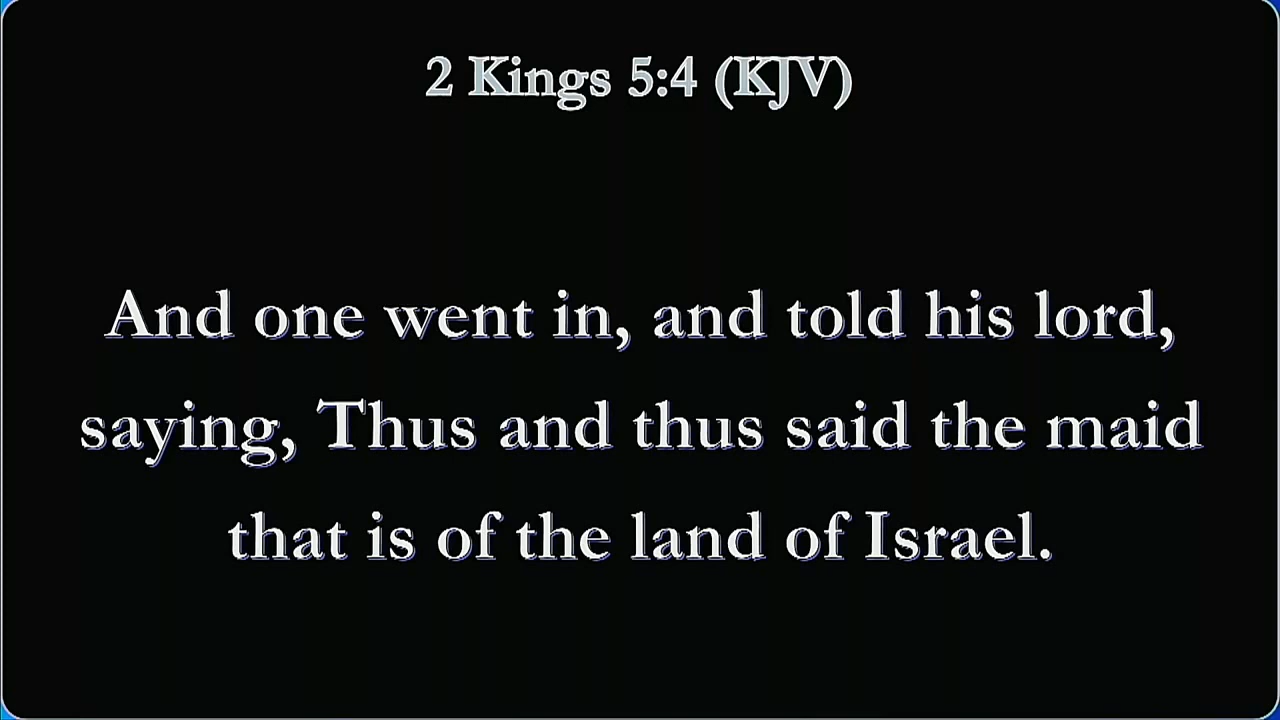 2 Kings 5:4 (KJV)
And one went in, and told his lord,
saying, Thus and thus said the maid
that is of the land of Israel.